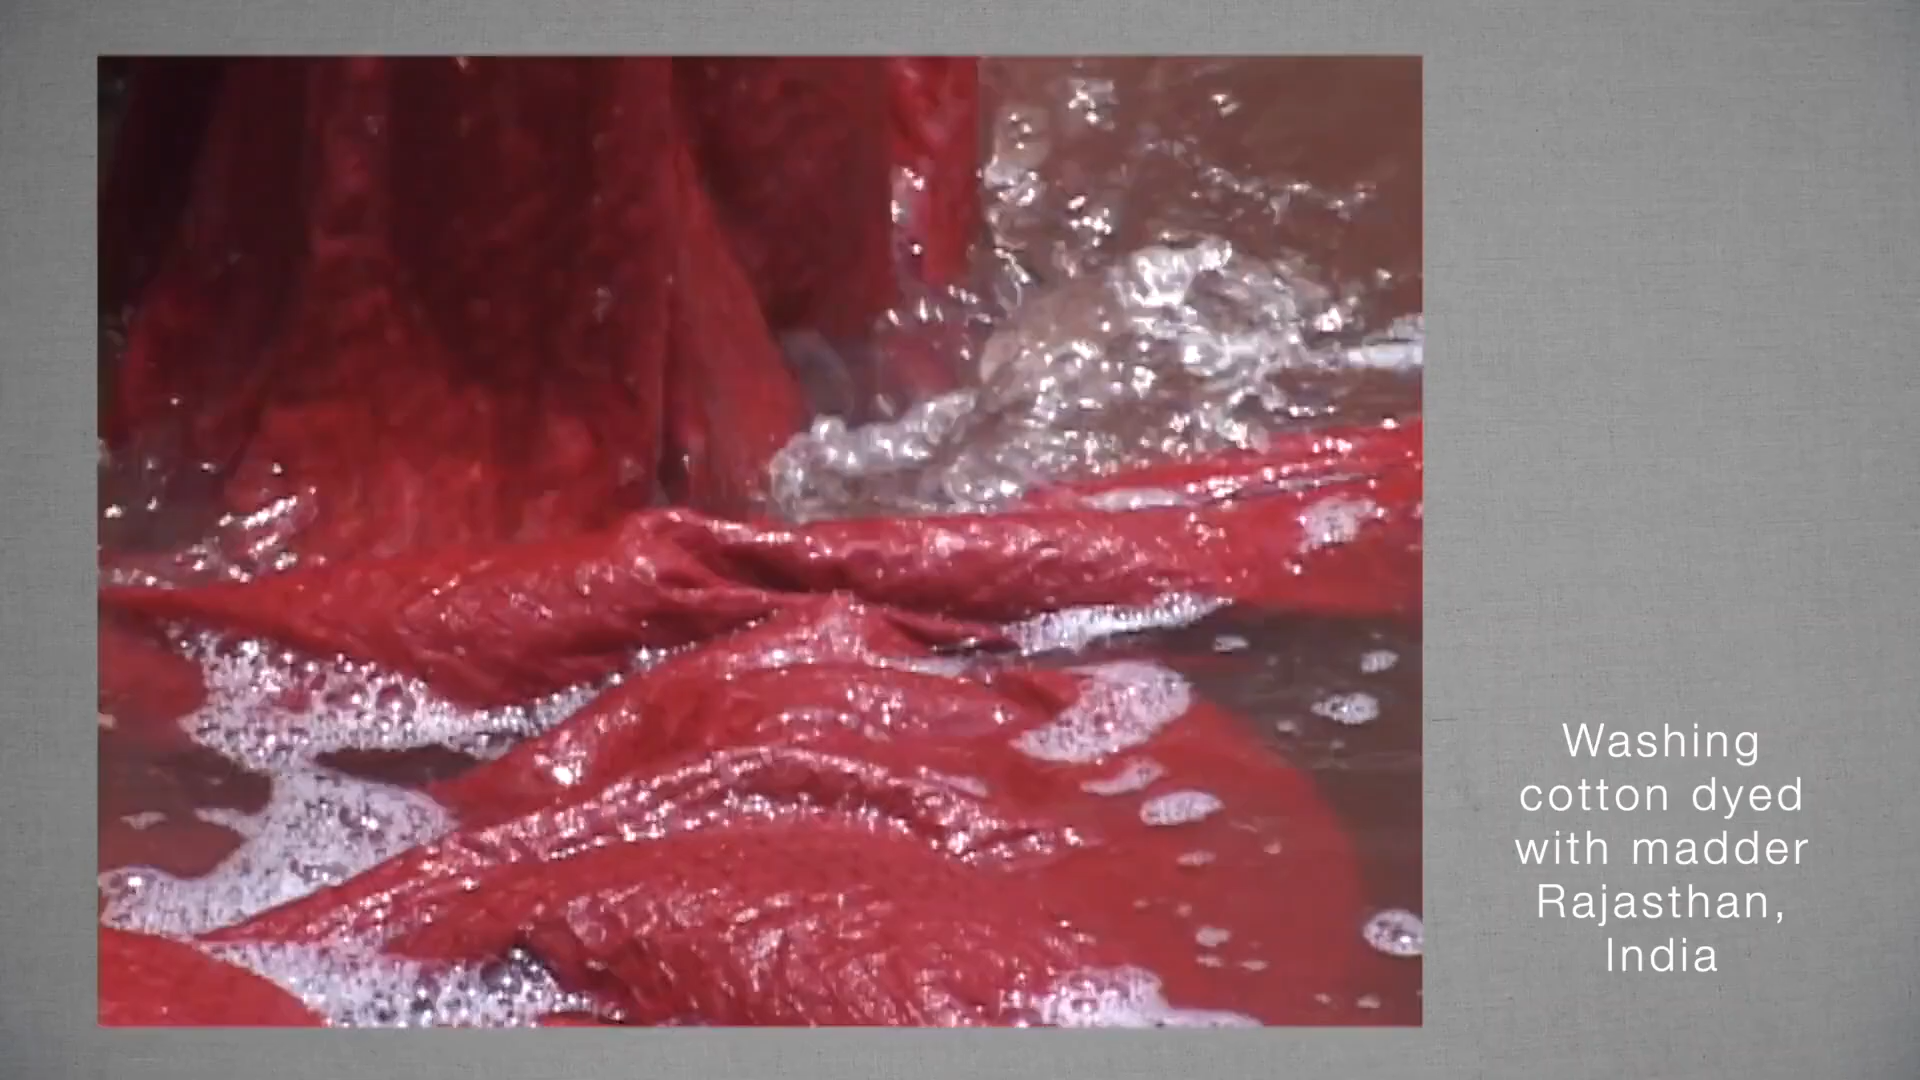 Washing
cotton dyed
with madder
Rajasthan,
India